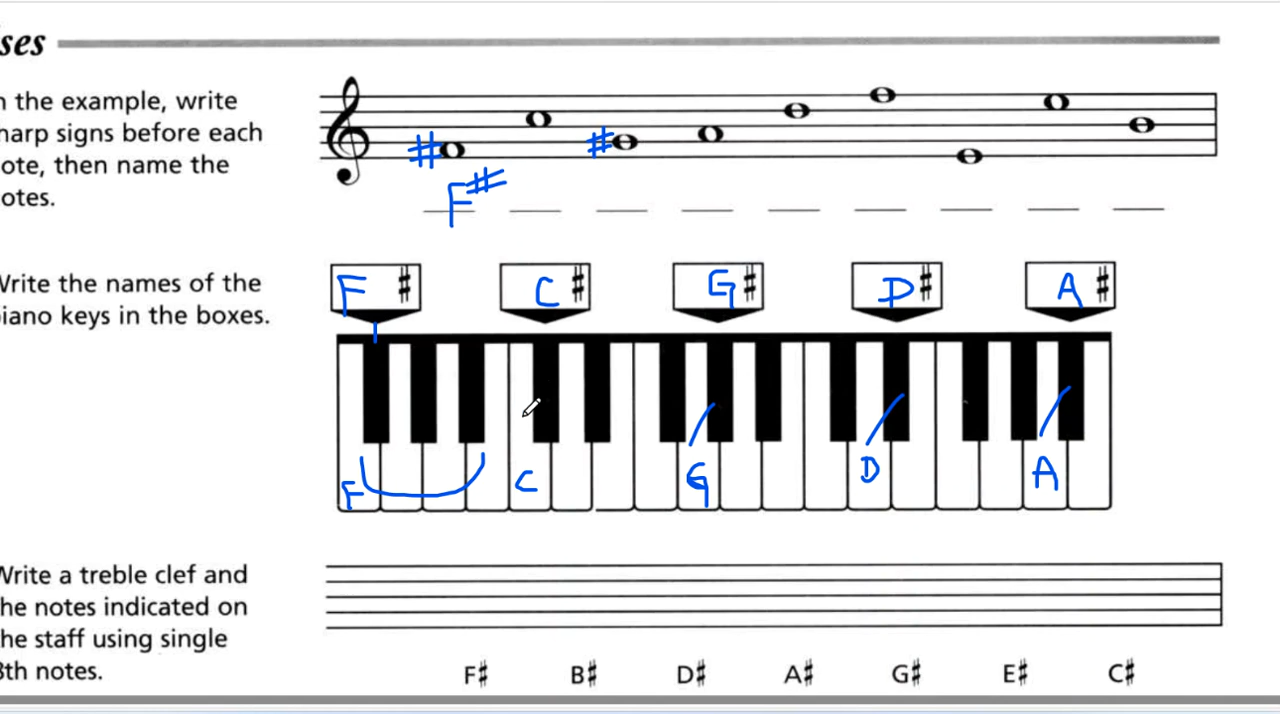 ses
n the example, write
harp signs before each
ote, then name the
otes.
F#
Write the names of the
iano keys in the boxes.
F♯ C♯ G♯ D♯ A♯
F C G D A
Write a treble clef and
he notes indicated on
he staff using single
8th notes.
F♯ B♯ D♯ A♯ G♯ E♯ C♯